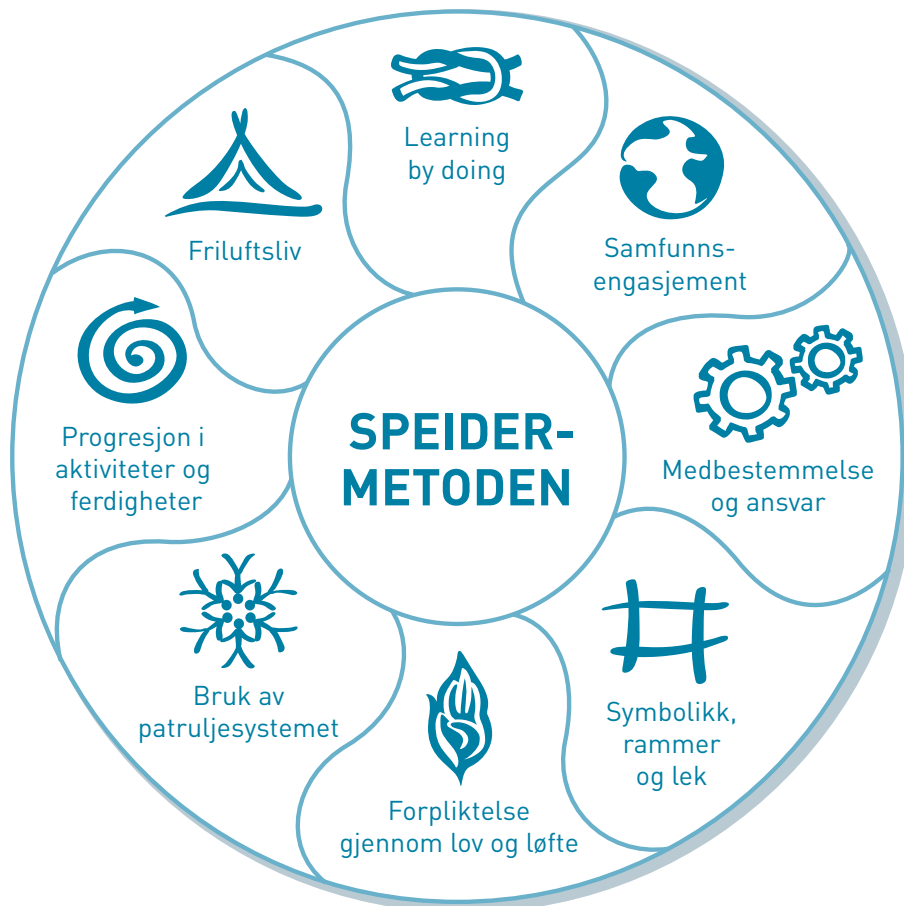 Learning
by doing
Samfunns-
engasjement
Medbestemmelse
og ansvar
Symbolikk,
rammer
og lek
Forpliktelse
gjennom lov og løfte
Bruk av
patruljesystemet
Progresjon i
aktiviteter og
ferdigheter
Friluftsliv
SPEIDER-
METODEN